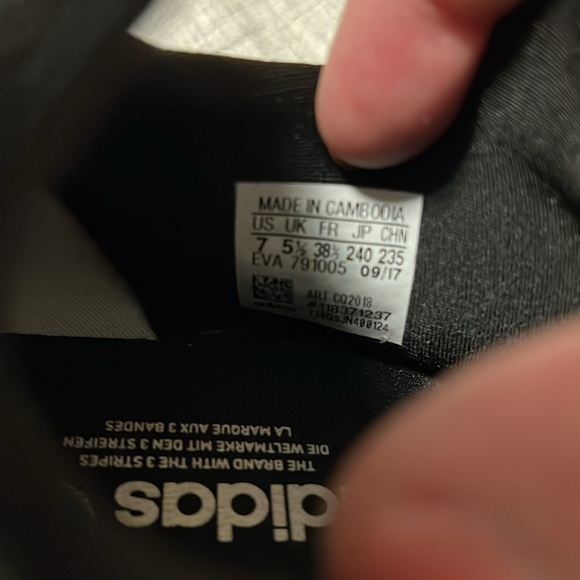 MADE IN CAMBODIA
US UK FR JP CHN
7 5½ 38⅔ 240 235
EVA 791005 09/17
ART CQ2018
#118371237
adidas
THE BRAND WITH THE 3 STRIPES
DIE WELTMARKE MIT DEN 3 STREIFEN
LA MARQUE AUX 3 BANDES